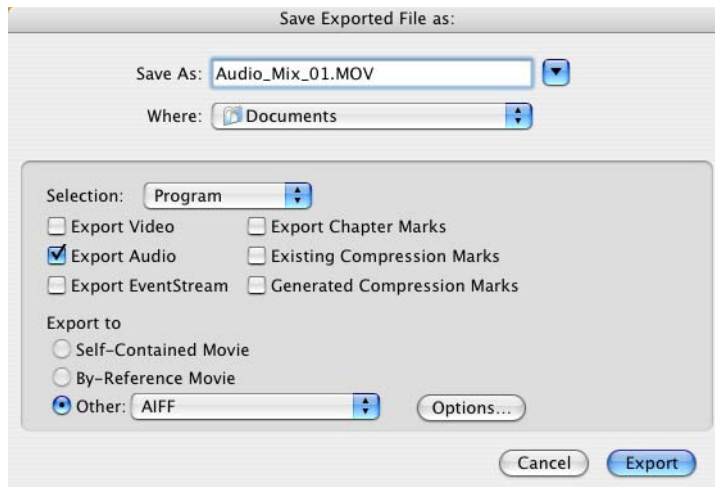 Save Exported File as:
Save As: Audio_Mix_01.MOV
Where: Documents
Selection: Program
Export Video Export Chapter Marks
Export Audio Existing Compression Marks
Export EventStream Generated Compression Marks
Export to
Self-Contained Movie
By-Reference Movie
Other: AIFF Options...
Cancel Export